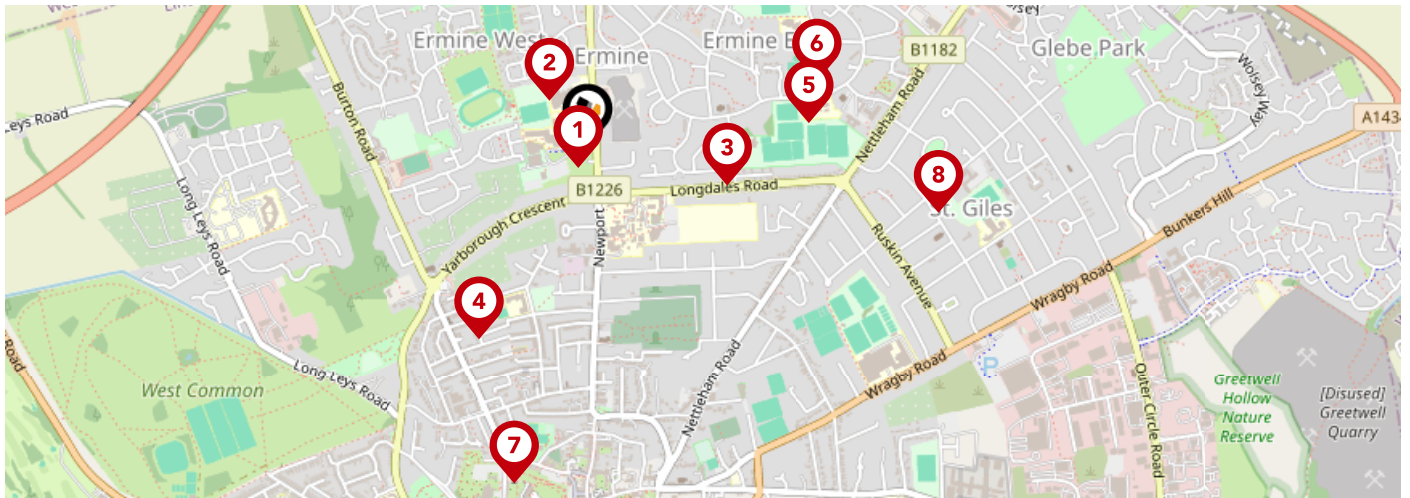 Ermine West
Ermine
Ermine E
Glebe Park
B1182
A1434
Leys Road
Burton Road
Nettleham Road
Wolsey Way
2
6
5
1
3
8
B1226
Longdales Road
St. Giles
Bunkers Hill
Long Leys Road
Yarborough Crescent
Newport
Ruskin Avenue
Wragby Road
4
West Common
Long Leys Road
Road
Nettleham Road
Wragby Road
P
Outer Circle Road
Greetwell
Hollow
Nature
Reserve
[Disused]
Greetwell
Quarry
7